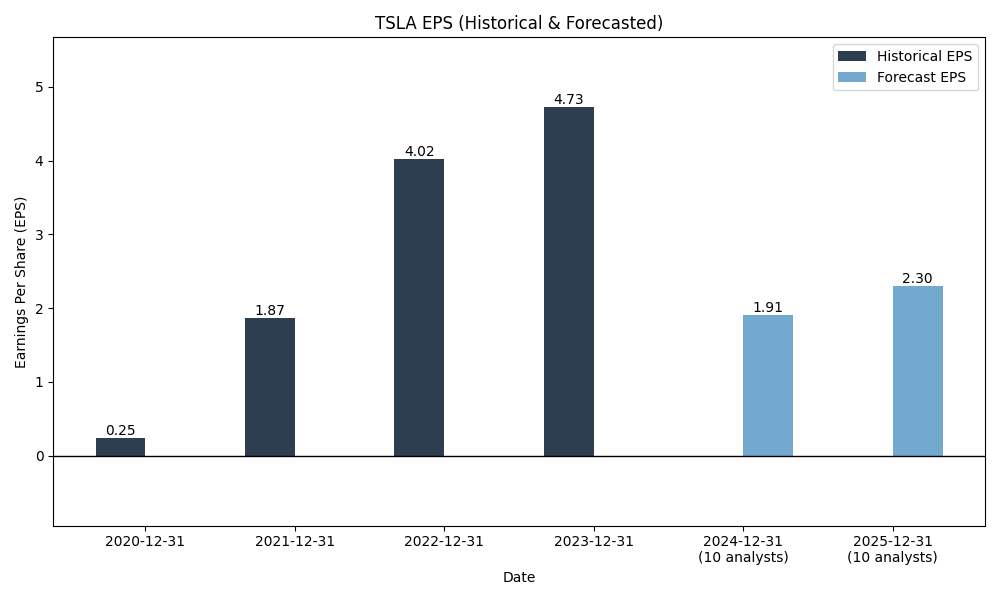 TSLA EPS (Historical & Forecasted)
Historical EPS
Forecast EPS
Earnings Per Share (EPS)
5
4
3
2
1
0
0.25
1.87
4.02
4.73
1.91
2.30
2020-12-31
2021-12-31
2022-12-31
2023-12-31
2024-12-31
(10 analysts)
2025-12-31
(10 analysts)
Date